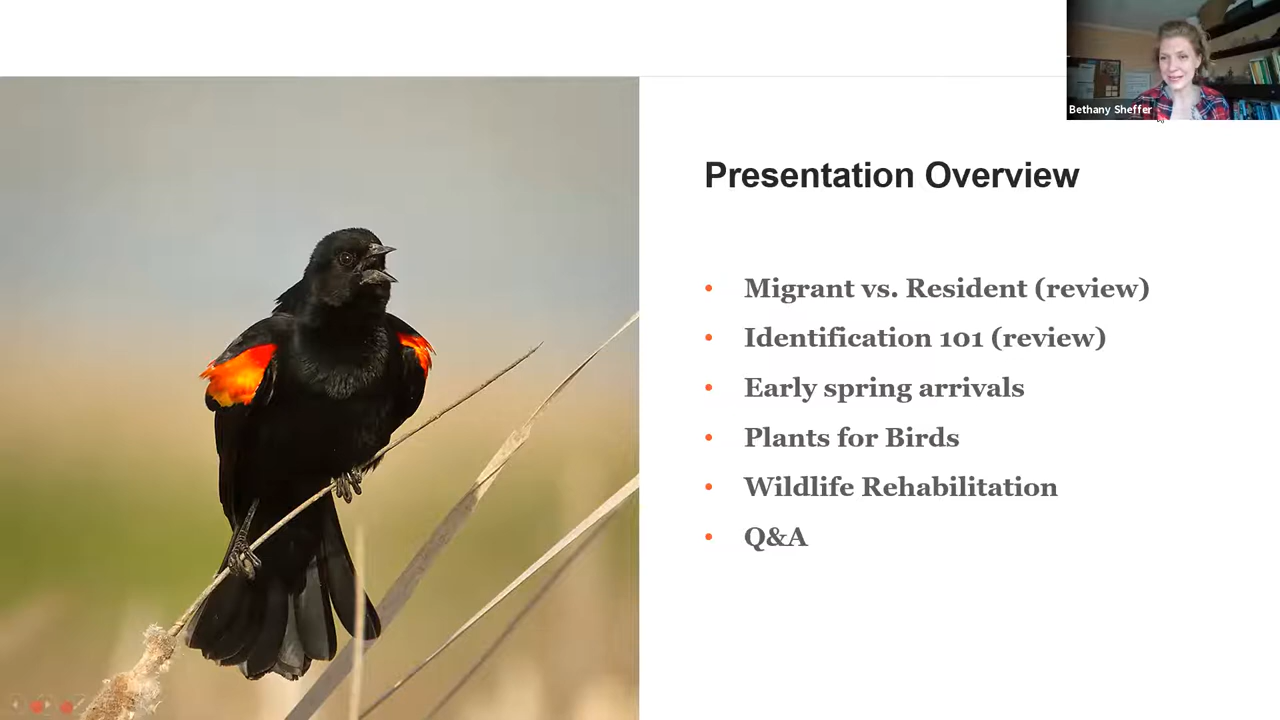 Bethany Sheffer
Presentation Overview
• Migrant vs. Resident (review)
• Identification 101 (review)
• Early spring arrivals
• Plants for Birds
• Wildlife Rehabilitation
• Q&A